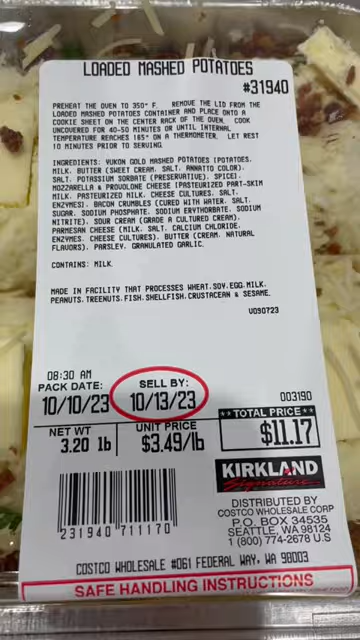 LOADED MASHED POTATOES
#31940
PREHEAT THE OVEN TO 350° F. REMOVE THE LID FROM THE
LOADED MASHED POTATOES CONTAINER AND PLACE ONTO A
COOKIE SHEET ON THE CENTER RACK OF THE OVEN. COOK
UNCOVERED FOR 40-50 MINUTES OR UNTIL INTERNAL
TEMPERATURE REACHES 165° ON A THERMOMETER. LET REST
10 MINUTES PRIOR TO SERVING
INGREDIENTS: YUKON GOLD MASHED POTATOES (POTATOES,
MILK, BUTTER (SWEET CREAM, SALT, ANNATTO COLOR),
SALT, POTASSIUM SORBATE (PRESERVATIVE), SPICE),
MOZZARELLA & PROVOLONE CHEESE (PASTEURIZED PART-SKIM
MILK, PASTEURIZED MILK, CHEESE CULTURES, SALT,
ENZYMES), BACON CRUMBLES (CURED WITH WATER, SALT,
SUGAR, SODIUM PHOSPHATE, SODIUM ERYTHORBATE, SODIUM
NITRITE), SOUR CREAM (GRADE A CULTURED CREAM),
PARMESAN CHEESE (MILK, SALT, CALCIUM CHLORIDE,
ENZYMES, CHEESE CULTURES), BUTTER (CREAM, NATURAL
FLAVORS), PARSLEY, GRANULATED GARLIC.
CONTAINS: MILK
MADE IN FACILITY THAT PROCESSES WHEAT,SOY,EGG,MILK,
PEANUTS,TREENUTS,FISH,SHELLFISH,CRUSTACEAN & SESAME.
V090723
08:30 AM
PACK DATE: SELL BY: 003190
10/10/23 10/13/23 ** TOTAL PRICE **
NET WT UNIT PRICE $11.17
3.20 lb $3.49/lb
KIRKLAND
Signature
231940 711170
DISTRIBUTED BY
COSTCO WHOLESALE CORP
P.O. BOX 34535
SEATTLE, WA 98124
1 (800) 774-2678 U.S
COSTCO WHOLESALE #061 FEDERAL WAY, WA 98003
SAFE HANDLING INSTRUCTIONS